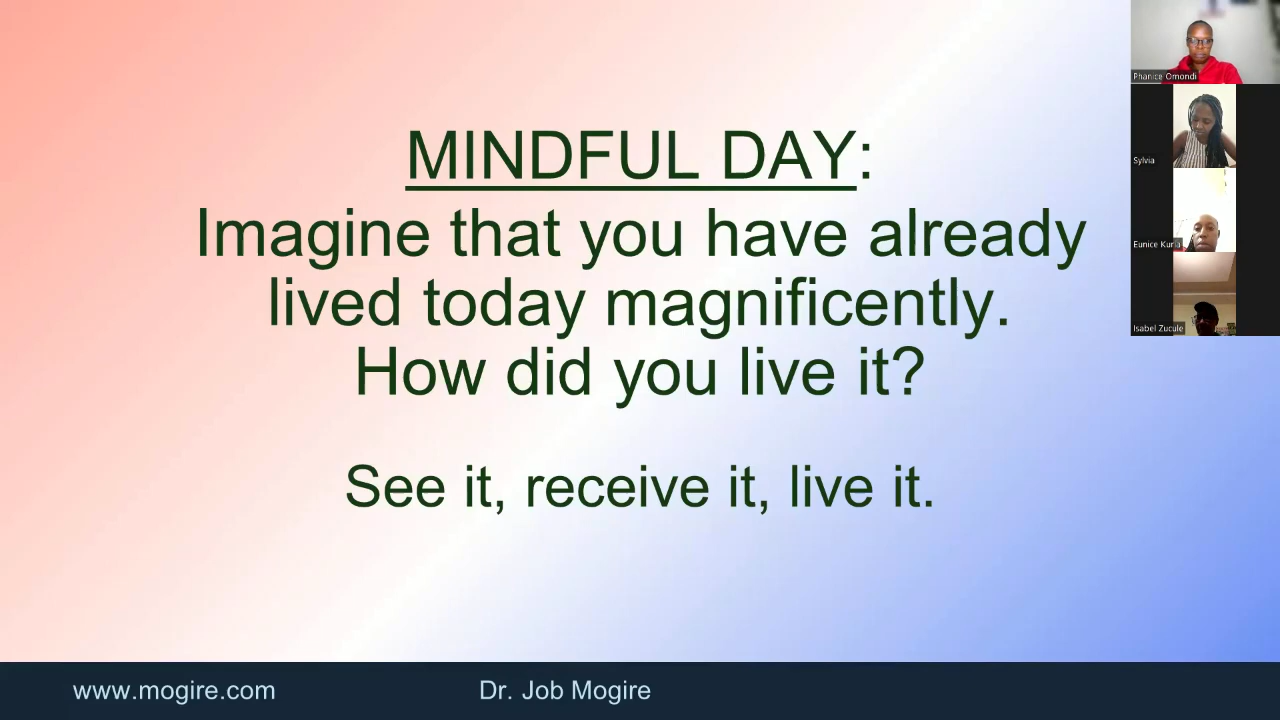 MINDFUL DAY:
Imagine that you have already
lived today magnificently.
How did you live it?
See it, receive it, live it.
www.mogire.com
Dr. Job Mogire
Phanice Omondi
Sylvia
Eunice Kuria
Isabel Zucule